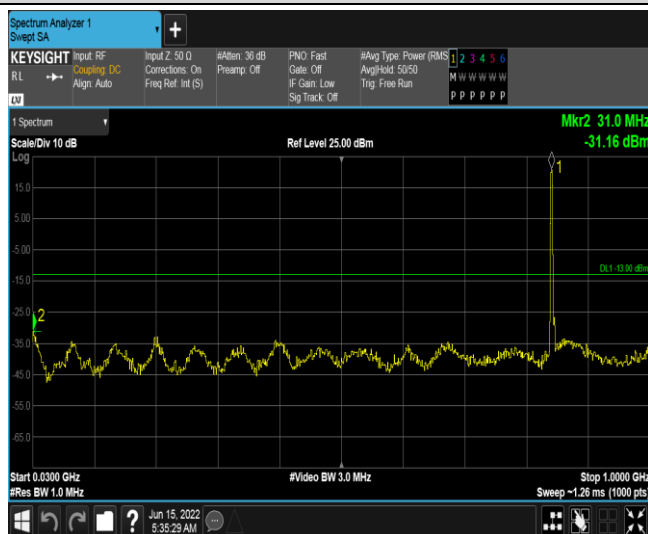 Spectrum Analyzer 1
Swept SA
+
KEYSIGHT
RL
Input: RF
Coupling: DC
Align: Auto
Input Z: 50 Ω
Corrections: On
Freq Ref: Int (S)
#Atten: 36 dB
Preamp: Off
PNO: Fast
Gate: Off
IF Gain: Low
Sig Track: Off
#Avg Type: Power (RMS
Avg|Hold: 50/50
Trig: Free Run
1 2 3 4 5 6
M W W W W W
P P P P P P
LXI
1 Spectrum
Mkr2 31.0 MHz
Scale/Div 10 dB
Ref Level 25.00 dBm
-31.16 dBm
Log
1
15.0
5.00
-5.00
DL1 -13.00 dBm
-15.0
-25.0
2
-35.0
-45.0
-55.0
-65.0
Start 0.0300 GHz
#Video BW 3.0 MHz
Stop 1.0000 GHz
#Res BW 1.0 MHz
Sweep ~1.26 ms (1000 pts)
?
Jun 15, 2022
5:35:29 AM